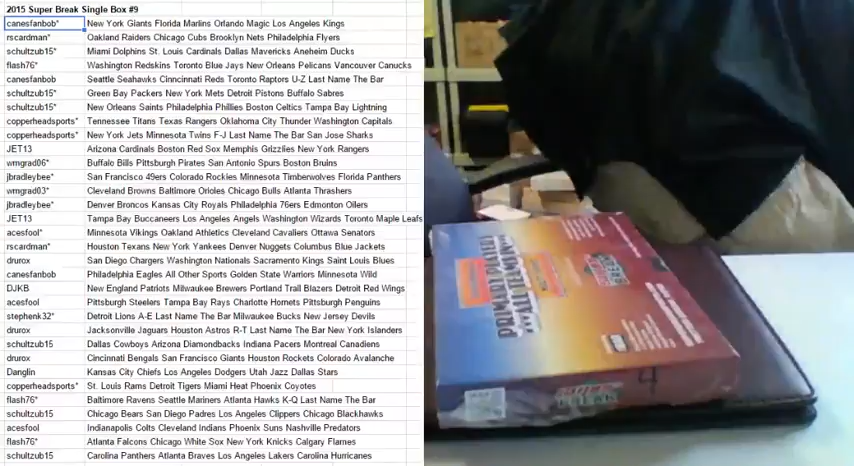 2015 Super Break Single Box #9
canesfanbob* New York Giants Florida Marlins Orlando Magic Los Angeles Kings
rscardman* Oakland Raiders Chicago Cubs Brooklyn Nets Philadelphia Flyers
schultzub15* Miami Dolphins St. Louis Cardinals Dallas Mavericks Aneheim Ducks
flash76* Washington Redskins Toronto Blue Jays New Orleans Pelicans Vancouver Canucks
canesfanbob Seattle Seahawks Cinncinnati Reds Toronto Raptors U-Z Last Name The Bar
schultzub15* Green Bay Packers New York Mets Detroit Pistons Buffalo Sabres
schultzub15* New Orleans Saints Philadelphia Phillies Boston Celtics Tampa Bay Lightning
copperheadsports* Tennessee Titans Texas Rangers Oklahoma City Thunder Washington Capitals
copperheadsports* New York Jets Minnesota Twins F-J Last Name The Bar San Jose Sharks
JET13 Arizona Cardinals Boston Red Sox Memphis Grizzlies New York Rangers
wmgrad06* Buffalo Bills Pittsburgh Pirates San Antonio Spurs Boston Bruins
jbradleybee* San Francisco 49ers Colorado Rockies Minnesota Timberwolves Florida Panthers
wmgrad03* Cleveland Browns Baltimore Orioles Chicago Bulls Atlanta Thrashers
jbradleybee* Denver Broncos Kansas City Royals Philadelphia 76ers Edmonton Oilers
JET13 Tampa Bay Buccaneers Los Angeles Angels Washington Wizards Toronto Maple Leafs
acesfool* Minnesota Vikings Oakland Athletics Cleveland Cavaliers Ottawa Senators
rscardman* Houston Texans New York Yankees Denver Nuggets Columbus Blue Jackets
drurox San Diego Chargers Washington Nationals Sacramento Kings Saint Louis Blues
canesfanbob Philadelphia Eagles All Other Sports Golden State Warriors Minnesota Wild
DJKB New England Patriots Milwaukee Brewers Portland Trail Blazers Detroit Red Wings
acesfool Pittsburgh Steelers Tampa Bay Rays Charlotte Hornets Pittsburgh Penguins
stephenk32* Detroit Lions A-E Last Name The Bar Milwaukee Bucks New Jersey Devils
drurox Jacksonville Jaguars Houston Astros R-T Last Name The Bar New York Islanders
schultzub15 Dallas Cowboys Arizona Diamondbacks Indiana Pacers Montreal Canadiens
drurox Cincinnati Bengals San Francisco Giants Houston Rockets Colorado Avalanche
Danglin Kansas City Chiefs Los Angeles Dodgers Utah Jazz Dallas Stars
copperheadsports* St. Louis Rams Detroit Tigers Miami Heat Phoenix Coyotes
flash76* Baltimore Ravens Seattle Mariners Atlanta Hawks K-Q Last Name The Bar
schultzub15 Chicago Bears San Diego Padres Los Angeles Clippers Chicago Blackhawks
acesfool Indianapolis Colts Cleveland Indians Phoenix Suns Nashville Predators
flash76* Atlanta Falcons Chicago White Sox New York Knicks Calgary Flames
schultzub15 Carolina Panthers Atlanta Braves Los Angeles Lakers Carolina Hurricanes
4